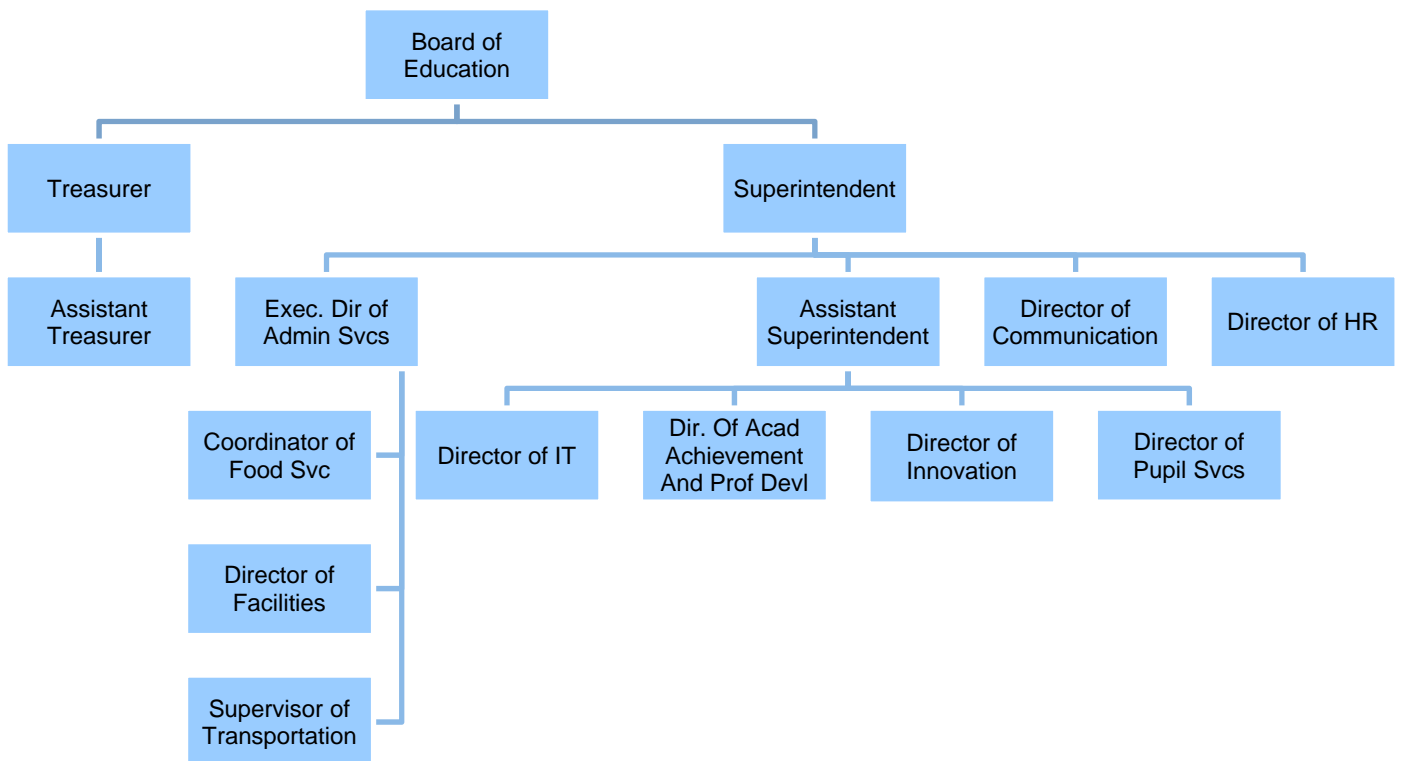 Board of
Education
Treasurer
Superintendent
Assistant
Treasurer
Exec. Dir of
Admin Svcs
Assistant
Superintendent
Director of
Communication
Director of HR
Coordinator of
Food Svc
Director of IT
Dir. Of Acad
Achievement
And Prof Devl
Director of
Innovation
Director of
Pupil Svcs
Director of
Facilities
Supervisor of
Transportation